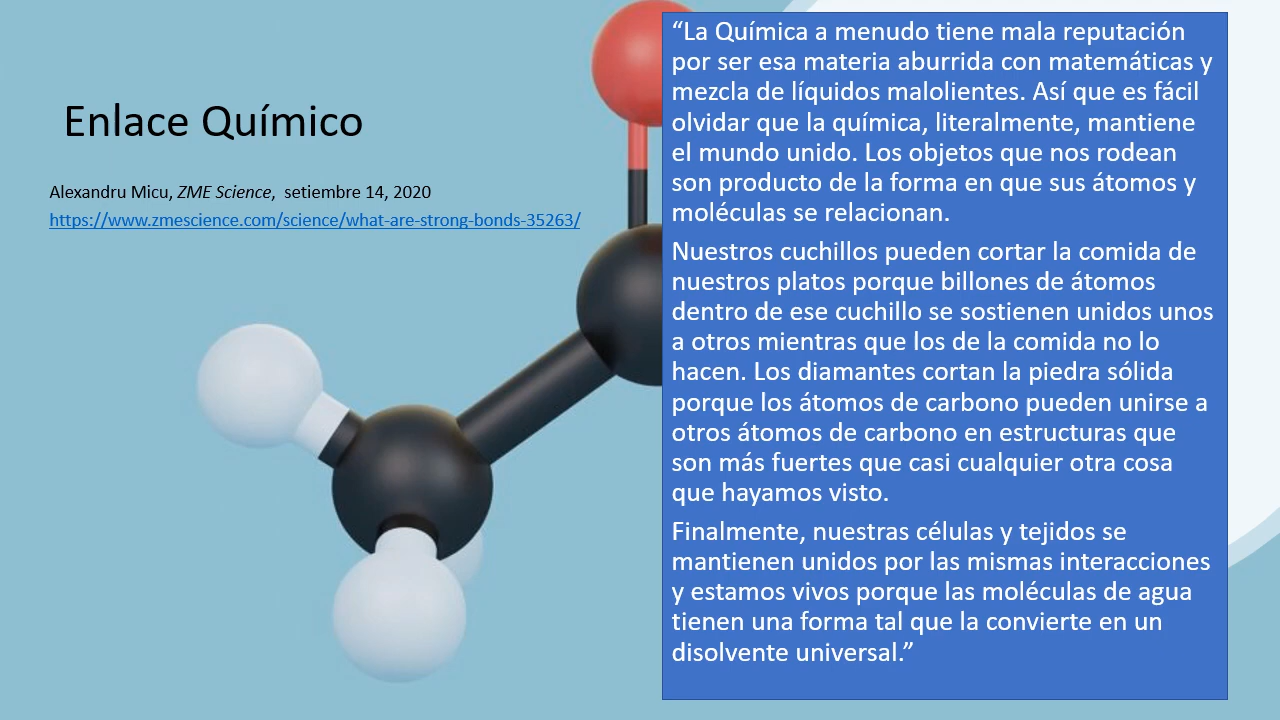 Enlace Químico
Alexandru Micu, ZME Science,  setiembre 14, 2020
https://www.zmescience.com/science/what-are-strong-bonds-35263/
“La Química a menudo tiene mala reputación
por ser esa materia aburrida con matemáticas y
mezcla de líquidos malolientes. Así que es fácil
olvidar que la química, literalmente, mantiene
el mundo unido. Los objetos que nos rodean
son producto de la forma en que sus átomos y
moléculas se relacionan.
Nuestros cuchillos pueden cortar la comida de
nuestros platos porque billones de átomos
dentro de ese cuchillo se sostienen unidos unos
a otros mientras que los de la comida no lo
hacen. Los diamantes cortan la piedra sólida
porque los átomos de carbono pueden unirse a
otros átomos de carbono en estructuras que
son más fuertes que casi cualquier otra cosa
que hayamos visto.
Finalmente, nuestras células y tejidos se
mantienen unidos por las mismas interacciones
y estamos vivos porque las moléculas de agua
tienen una forma tal que la convierte en un
disolvente universal.”